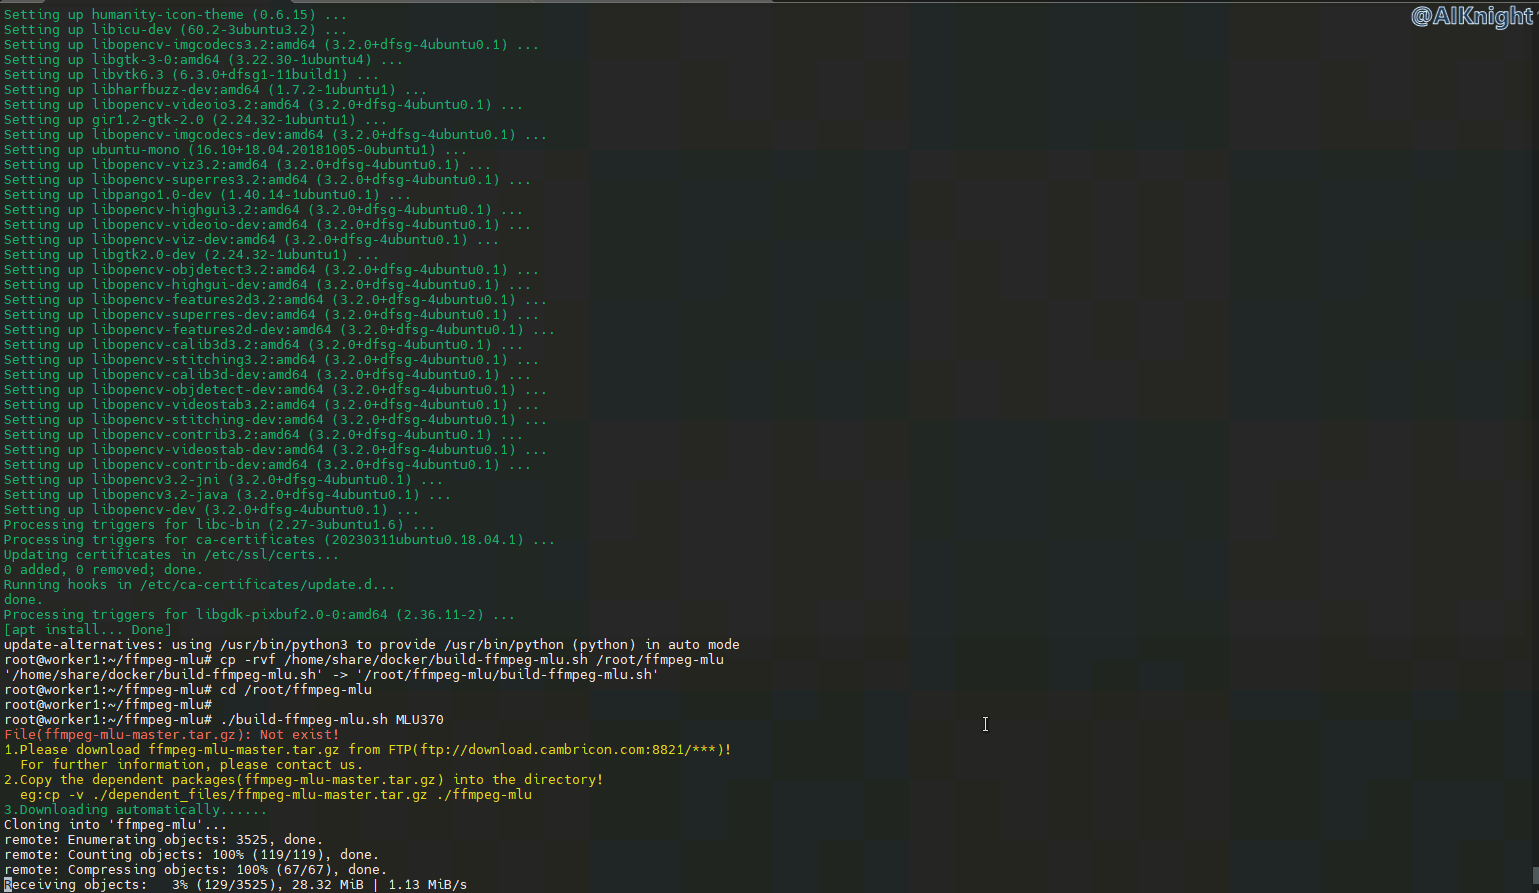 @AIKnight
Setting up humanity-icon-theme (0.6.15) ...
Setting up libicu-dev (60.2-3ubuntu3.2) ...
Setting up libopencv-imgcodecs3.2:amd64 (3.2.0+dfsg-4ubuntu0.1) ...
Setting up libgtk-3-0:amd64 (3.22.30-1ubuntu4) ...
Setting up libvtk6.3 (6.3.0+dfsg1-11build1) ...
Setting up libharfbuzz-dev:amd64 (1.7.2-1ubuntu1) ...
Setting up libopencv-videoio3.2:amd64 (3.2.0+dfsg-4ubuntu0.1) ...
Setting up gir1.2-gtk-2.0 (2.24.32-1ubuntu1) ...
Setting up libopencv-imgcodecs-dev:amd64 (3.2.0+dfsg-4ubuntu0.1) ...
Setting up ubuntu-mono (16.10+18.04.20181005-0ubuntu1) ...
Setting up libopencv-viz3.2:amd64 (3.2.0+dfsg-4ubuntu0.1) ...
Setting up libopencv-superres3.2:amd64 (3.2.0+dfsg-4ubuntu0.1) ...
Setting up libpango1.0-dev (1.40.14-1ubuntu0.1) ...
Setting up libopencv-highgui3.2:amd64 (3.2.0+dfsg-4ubuntu0.1) ...
Setting up libopencv-videoio-dev:amd64 (3.2.0+dfsg-4ubuntu0.1) ...
Setting up libopencv-viz-dev:amd64 (3.2.0+dfsg-4ubuntu0.1) ...
Setting up libgtk2.0-dev (2.24.32-1ubuntu1) ...
Setting up libopencv-objdetect3.2:amd64 (3.2.0+dfsg-4ubuntu0.1) ...
Setting up libopencv-highgui-dev:amd64 (3.2.0+dfsg-4ubuntu0.1) ...
Setting up libopencv-features2d3.2:amd64 (3.2.0+dfsg-4ubuntu0.1) ...
Setting up libopencv-superres-dev:amd64 (3.2.0+dfsg-4ubuntu0.1) ...
Setting up libopencv-features2d-dev:amd64 (3.2.0+dfsg-4ubuntu0.1) ...
Setting up libopencv-calib3d3.2:amd64 (3.2.0+dfsg-4ubuntu0.1) ...
Setting up libopencv-stitching3.2:amd64 (3.2.0+dfsg-4ubuntu0.1) ...
Setting up libopencv-calib3d-dev:amd64 (3.2.0+dfsg-4ubuntu0.1) ...
Setting up libopencv-objdetect-dev:amd64 (3.2.0+dfsg-4ubuntu0.1) ...
Setting up libopencv-videostab3.2:amd64 (3.2.0+dfsg-4ubuntu0.1) ...
Setting up libopencv-stitching-dev:amd64 (3.2.0+dfsg-4ubuntu0.1) ...
Setting up libopencv-contrib3.2:amd64 (3.2.0+dfsg-4ubuntu0.1) ...
Setting up libopencv-videostab-dev:amd64 (3.2.0+dfsg-4ubuntu0.1) ...
Setting up libopencv-contrib-dev:amd64 (3.2.0+dfsg-4ubuntu0.1) ...
Setting up libopencv3.2-jni (3.2.0+dfsg-4ubuntu0.1) ...
Setting up libopencv3.2-java (3.2.0+dfsg-4ubuntu0.1) ...
Setting up libopencv-dev (3.2.0+dfsg-4ubuntu0.1) ...
Processing triggers for libc-bin (2.27-3ubuntu1.6) ...
Processing triggers for ca-certificates (20230311ubuntu0.18.04.1) ...
Updating certificates in /etc/ssl/certs...
0 added, 0 removed; done.
Running hooks in /etc/ca-certificates/update.d...
done.
Processing triggers for libgdk-pixbuf2.0-0:amd64 (2.36.11-2) ...
[apt install... Done]
update-alternatives: using /usr/bin/python3 to provide /usr/bin/python (python) in auto mode
root@worker1:~/ffmpeg-mlu# cp -rvf /home/share/docker/build-ffmpeg-mlu.sh /root/ffmpeg-mlu
'/home/share/docker/build-ffmpeg-mlu.sh' -> '/root/ffmpeg-mlu/build-ffmpeg-mlu.sh'
root@worker1:~/ffmpeg-mlu# cd /root/ffmpeg-mlu
root@worker1:~/ffmpeg-mlu#
root@worker1:~/ffmpeg-mlu# ./build-ffmpeg-mlu.sh MLU370
File(ffmpeg-mlu-master.tar.gz): Not exist!
1.Please download ffmpeg-mlu-master.tar.gz from FTP(ftp://download.cambricon.com:8821/***)!
For further information, please contact us.
2.Copy the dependent packages(ffmpeg-mlu-master.tar.gz) into the directory!
eg:cp -v ./dependent_files/ffmpeg-mlu-master.tar.gz ./ffmpeg-mlu
3.Downloading automatically......
Cloning into 'ffmpeg-mlu'...
remote: Enumerating objects: 3525, done.
remote: Counting objects: 100% (119/119), done.
remote: Compressing objects: 100% (67/67), done.
Receiving objects:   3% (129/3525), 28.32 MiB | 1.13 MiB/s